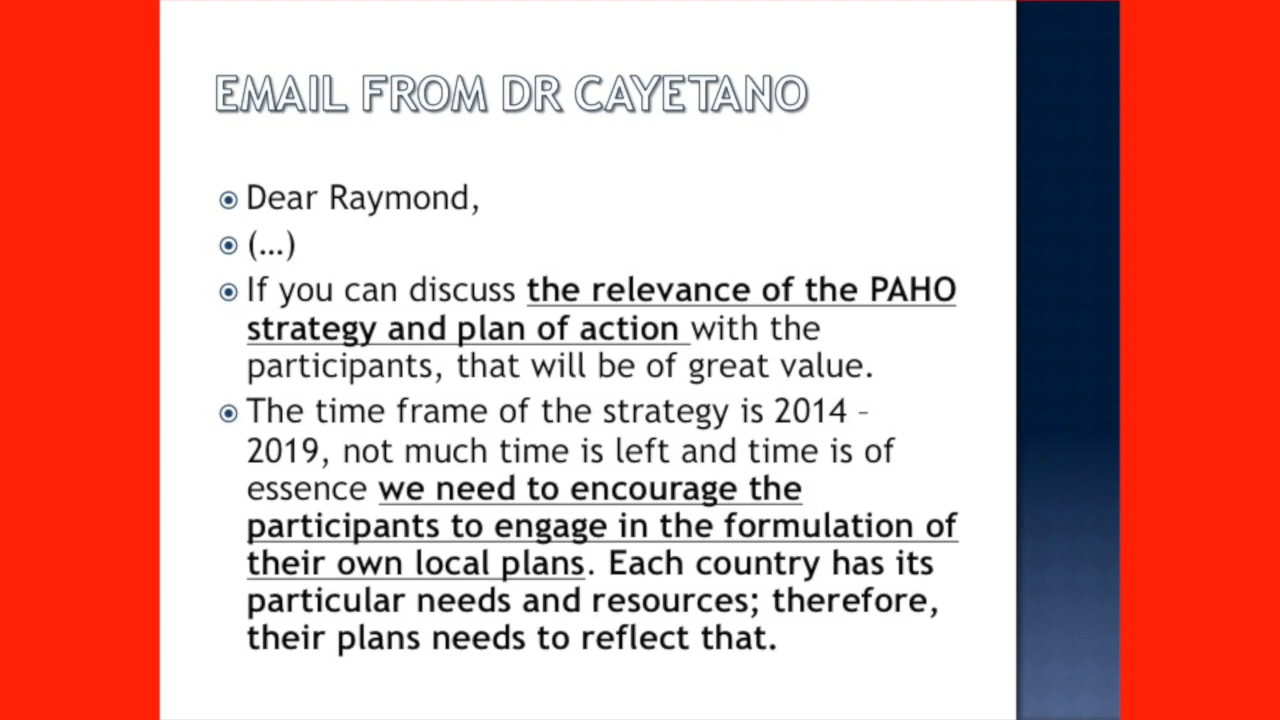 EMAIL FROM DR CAYETANO
Dear Raymond,
(...)
If you can discuss the relevance of the PAHO
strategy and plan of action with the
participants, that will be of great value.
The time frame of the strategy is 2014 –
2019, not much time is left and time is of
essence we need to encourage the
participants to engage in the formulation of
their own local plans. Each country has its
particular needs and resources; therefore,
their plans needs to reflect that.